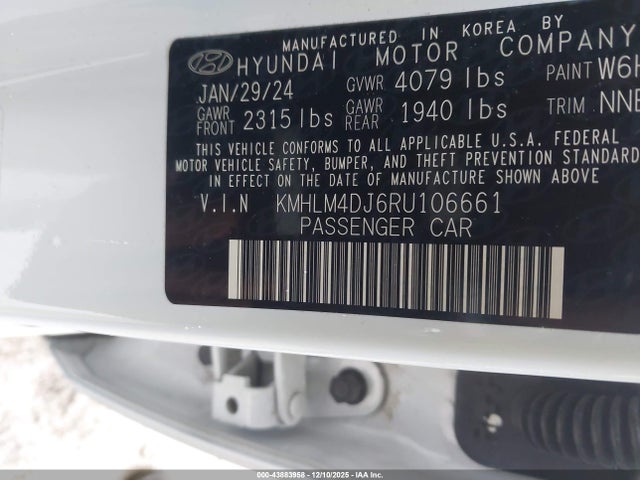 MANUFACTURED IN KOREA BY
HYUNDAI MOTOR COMPANY
JAN/29/24 GVWR 4079 lbs PAINT W6H
GAWR FRONT 2315 lbs GAWR REAR 1940 lbs TRIM NNB
THIS VEHICLE CONFORMS TO ALL APPLICABLE U.S.A. FEDERAL
MOTOR VEHICLE SAFETY, BUMPER, AND THEFT PREVENTION STANDARD
IN EFFECT ON THE DATE OF MANUFACTURE SHOWN ABOVE
V.I.N KMHLM4DJ6RU106661
PASSENGER CAR
000-43883958 - 12/10/2025 - IAA Inc.